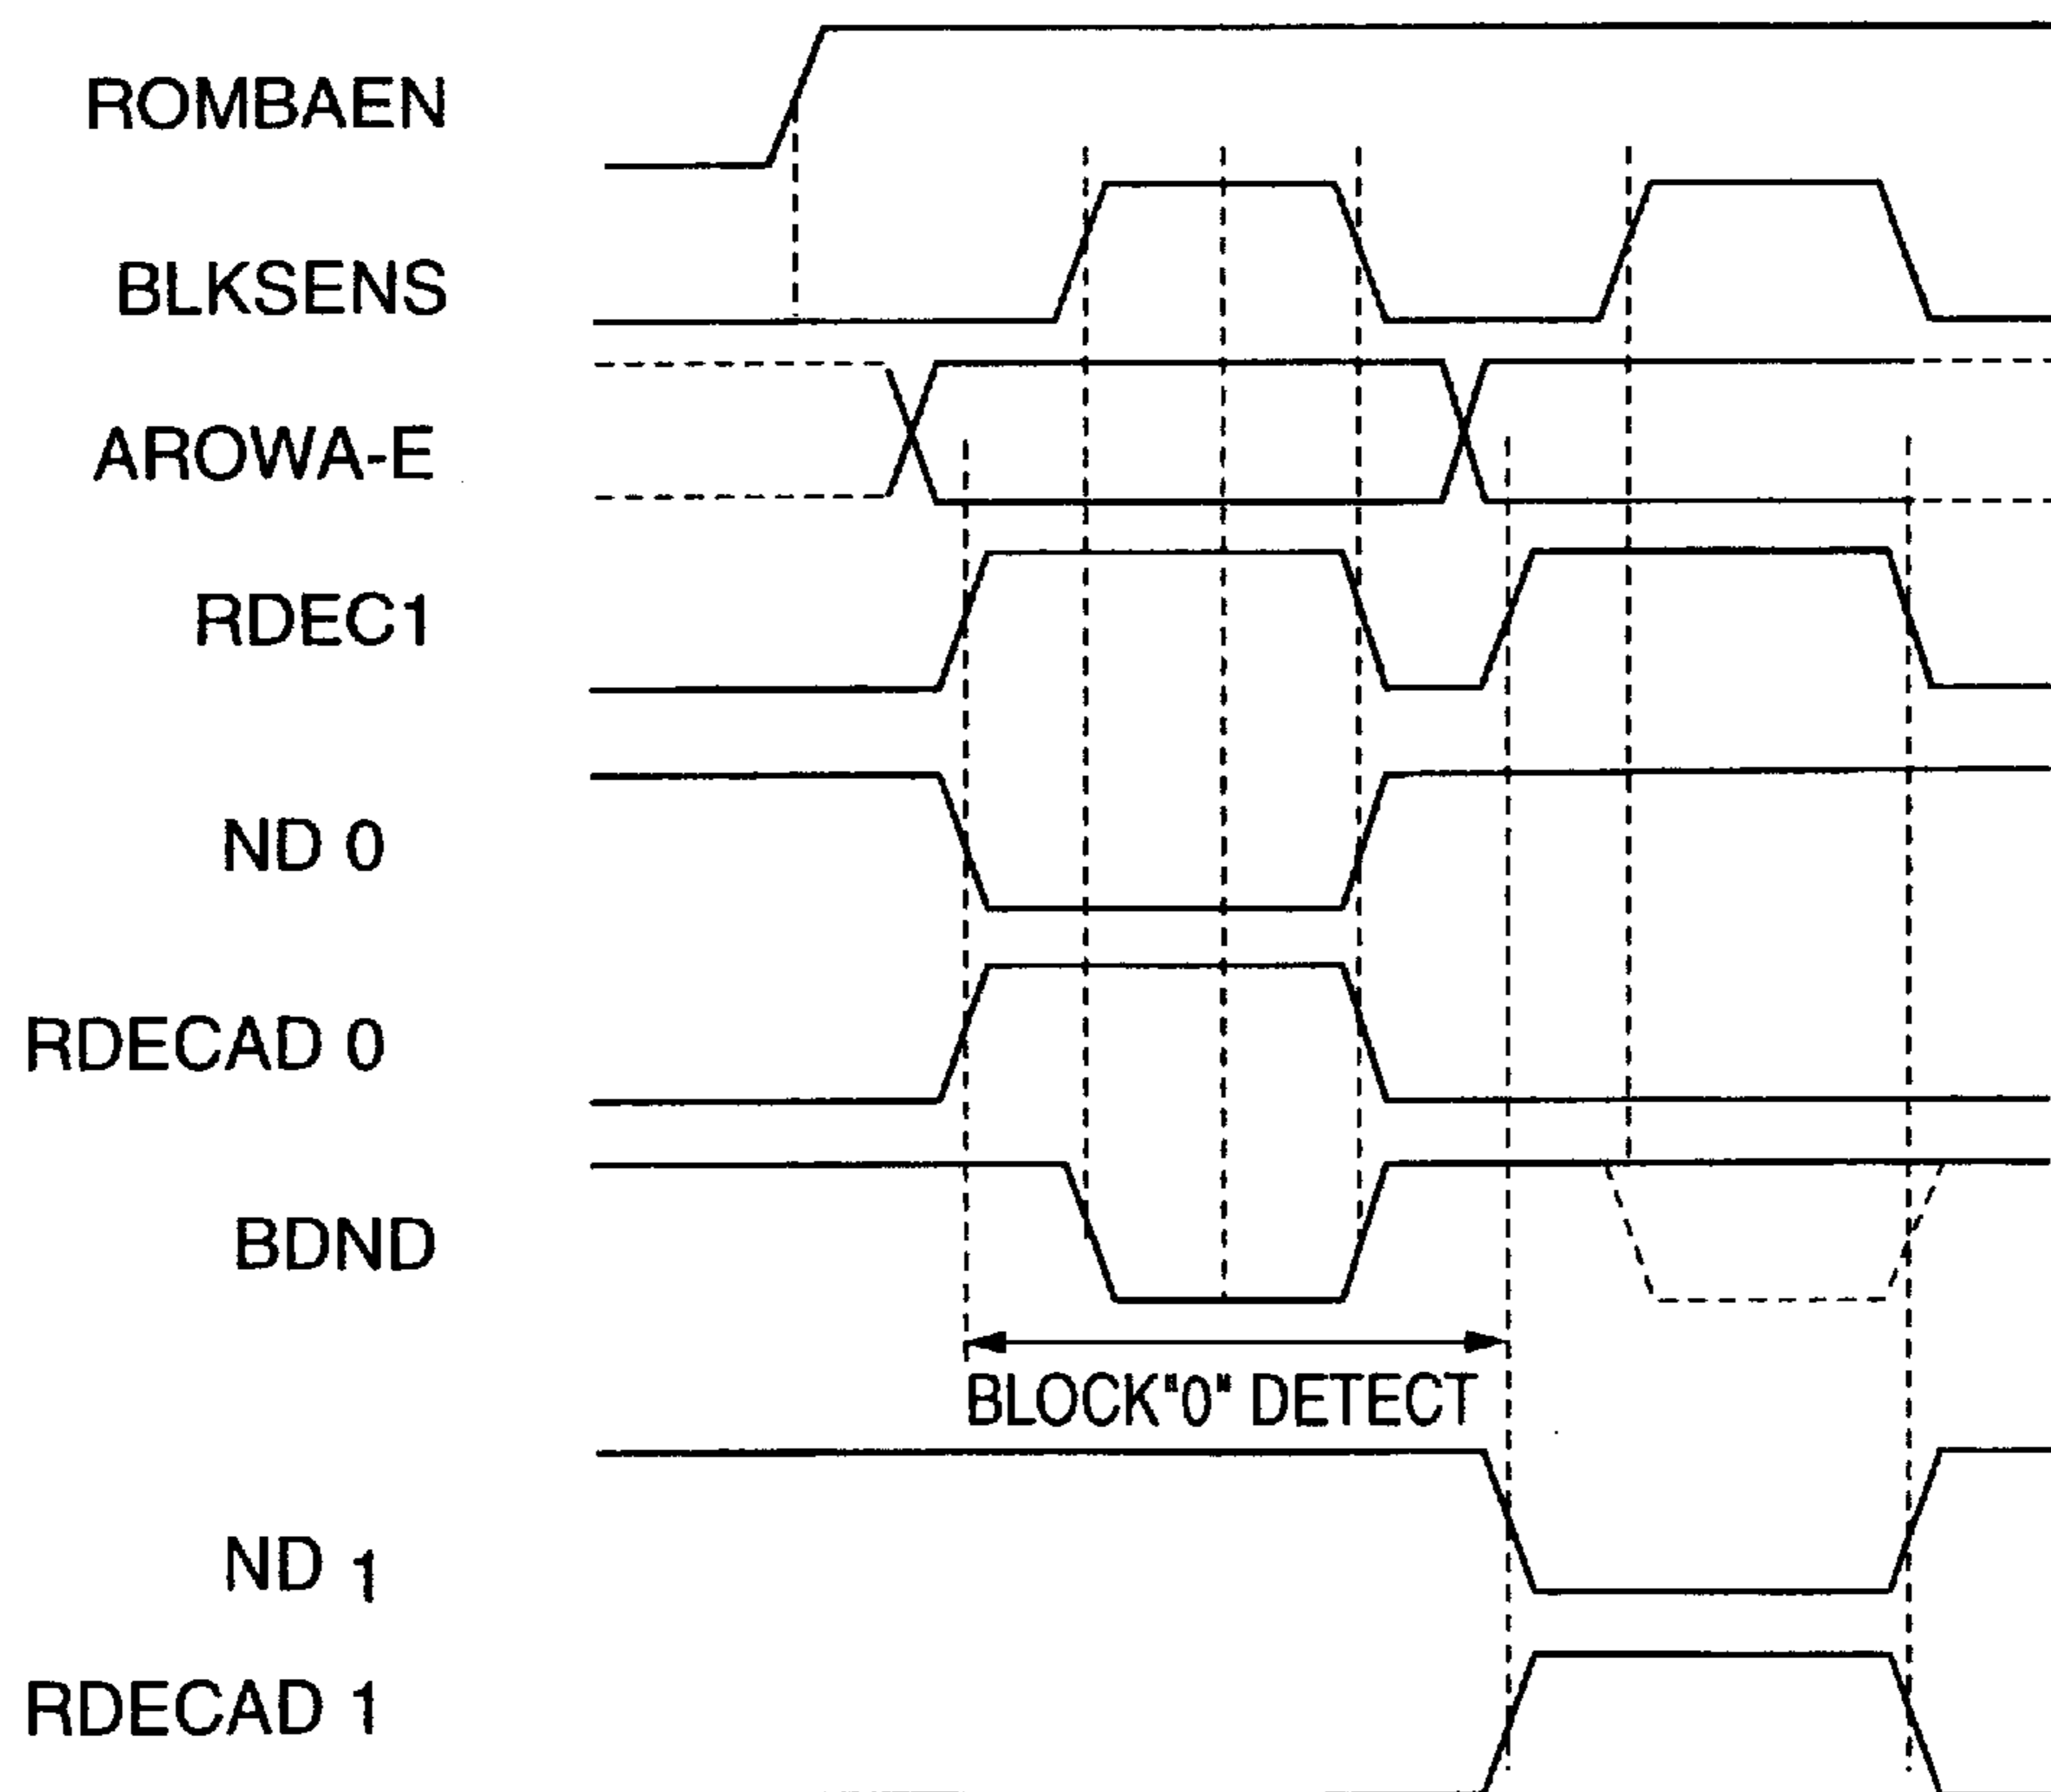 ROMBAEN
BLKSENS
AROWA-E
RDEC1
ND 0
RDECAD 0
BDND
BLOCK"0" DETECT
ND 1
RDECAD 1